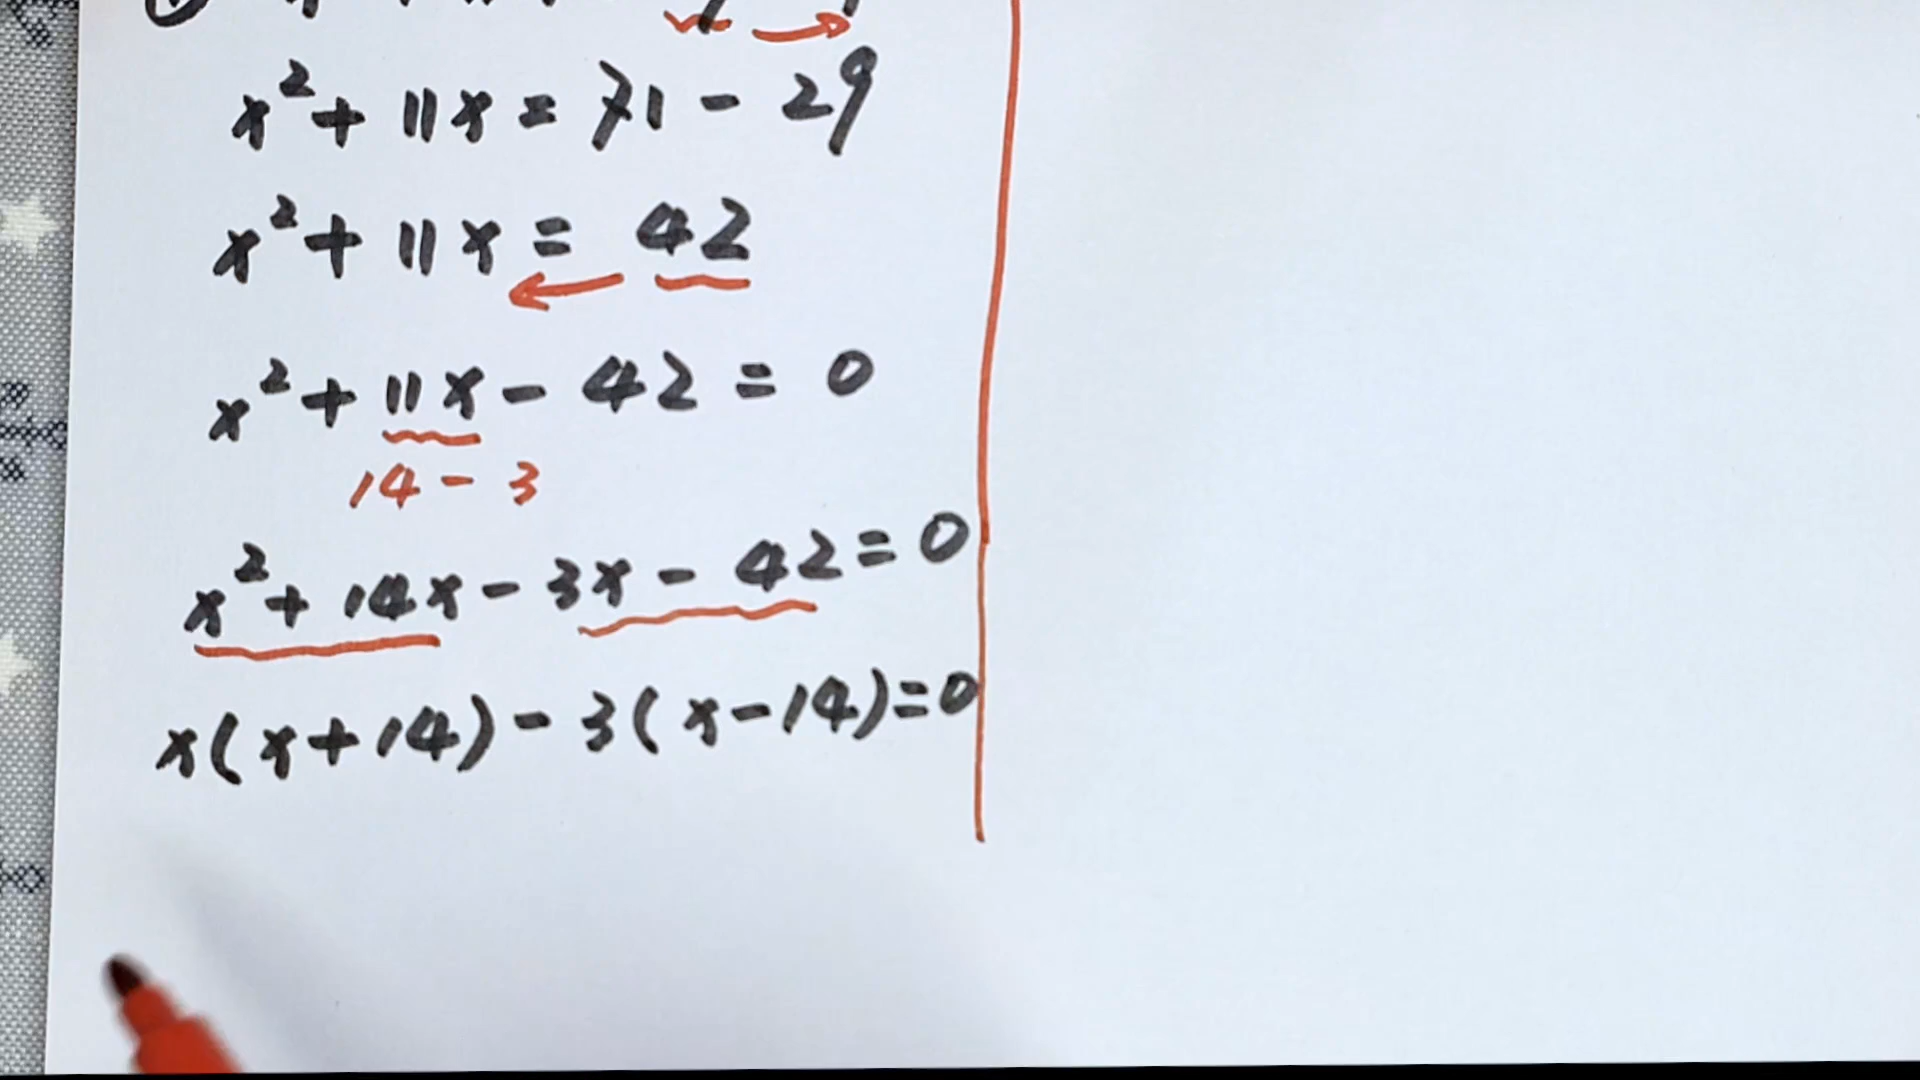 x² + 11x = 71 - 29
x² + 11x = 42
x² + 11x - 42 = 0
14 - 3
x² + 14x - 3x - 42 = 0
x(x + 14) - 3(x - 14) = 0